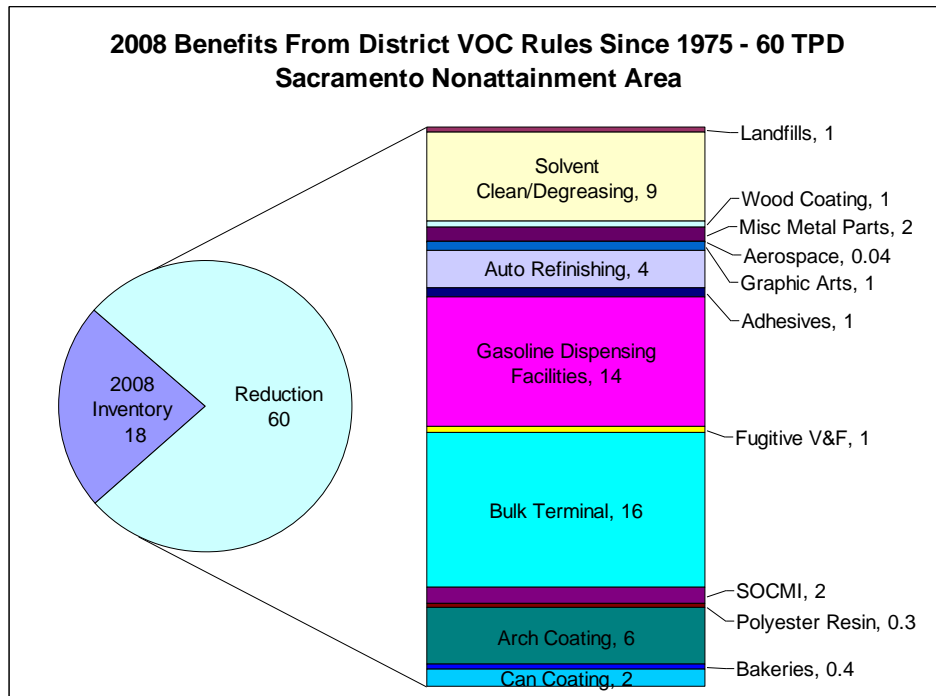 2008 Benefits From District VOC Rules Since 1975 - 60 TPD
Sacramento Nonattainment Area
2008
Inventory
18
Reduction
60
Landfills, 1
Solvent
Clean/Degreasing, 9
Wood Coating, 1
Misc Metal Parts, 2
Aerospace, 0.04
Graphic Arts, 1
Auto Refinishing, 4
Adhesives, 1
Gasoline Dispensing
Facilities, 14
Fugitive V&F, 1
Bulk Terminal, 16
SOCMI, 2
Polyester Resin, 0.3
Arch Coating, 6
Bakeries, 0.4
Can Coating, 2